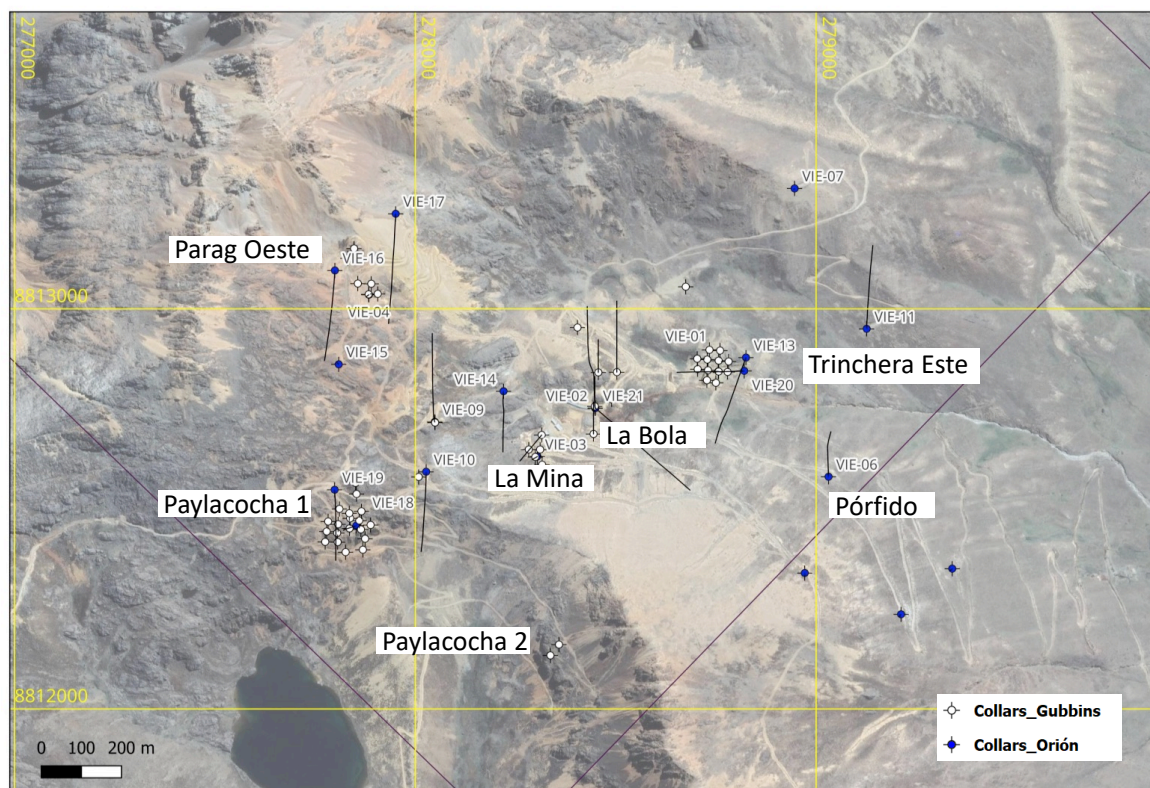 277000
278000
279000
VIE-07
VIE-17
Parag Oeste
VIE-16
8813000
VIE-04
VIE-11
VIE-01
VIE-13
VIE-15
Trinchera Este
VIE-20
VIE-14
VIE-02
VIE-21
VIE-09
La Bola
VIE-03
VIE-10
VIE-06
La Mina
VIE-19
Paylacocha 1
VIE-18
Pórfido
Paylacocha 2
8812000
Collars_Gubbins
Collars_Orión
0 100 200 m